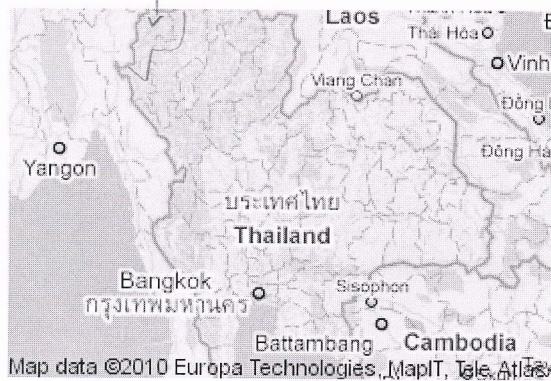 Laos
Thai Hòa
Vinh
Viang Chan
Đồng
Đông Hà
Yangon
ประเทศไทย
Thailand
Bangkok
กรุงเทพมหานคร
Sisophon
Battambang
Cambodia
Map data ©2010 Europa Technologies, MapIT, Tele Atlas